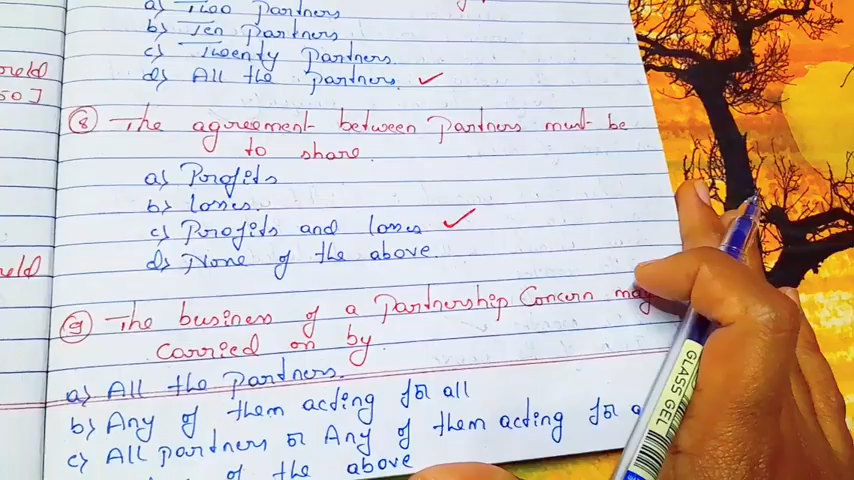 a) Two Partners
b) Ten Partners
c) Twenty Partners.
d) All the Partners. ✓
50]
⑧ The agreement between Partners must be
to share.
a) Profits
b) losses.
c) Profits and losses ✓
d) None of the above.
⑨ The business of a Partnership Concern may
carried on by
a) All the Partners.
b) Any of them acting for all
c) All partners or Any of them acting for a
of the above
GLASS GEL